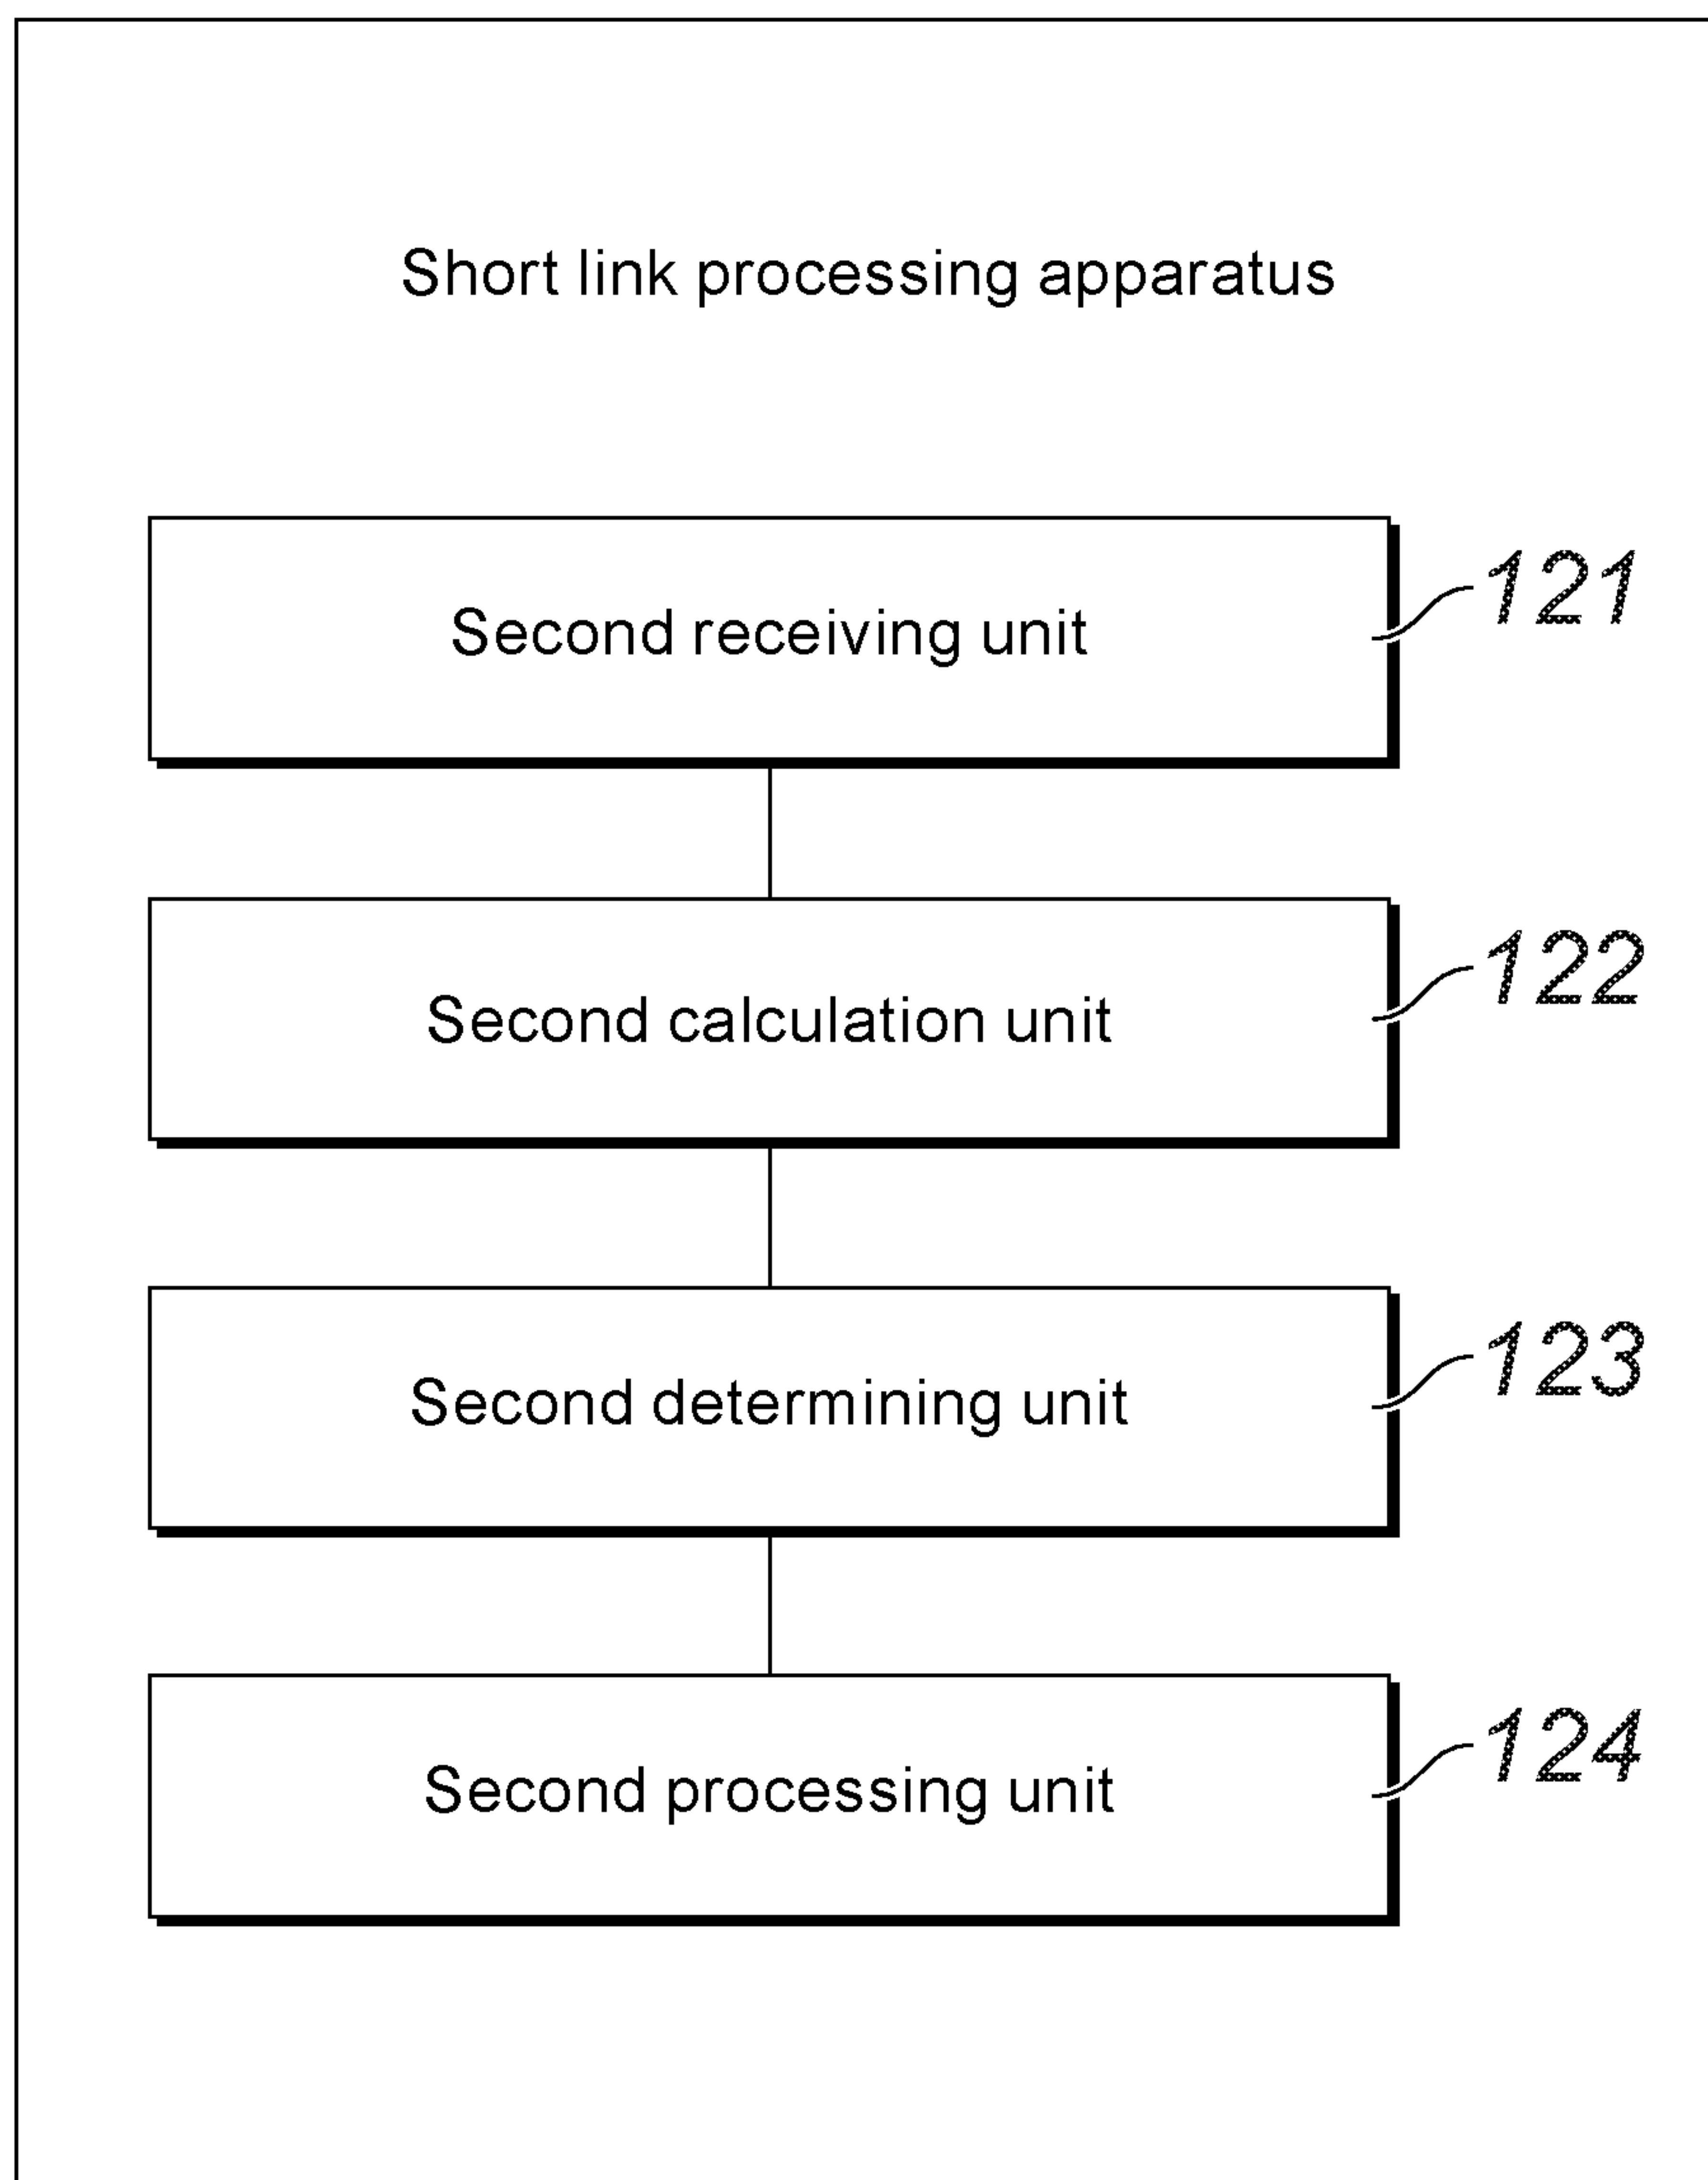 Short link processing apparatus
Second receiving unit
121
Second calculation unit
122
Second determining unit
123
Second processing unit
124